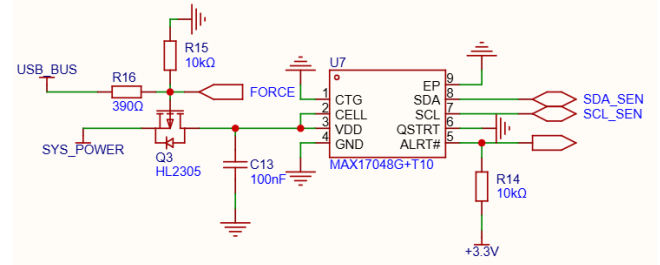 R15
10kΩ
USB_BUS
R16
390Ω
FORCE
SYS_POWER
Q3
HL2305
C13
100nF
U7
1 CTG
2 CELL
3 VDD
4 GND
EP 9
SDA 8
SCL 7
QSTRT 6
ALRT# 5
MAX17048G+T10
SDA_SEN
SCL_SEN
R14
10kΩ
+3.3V